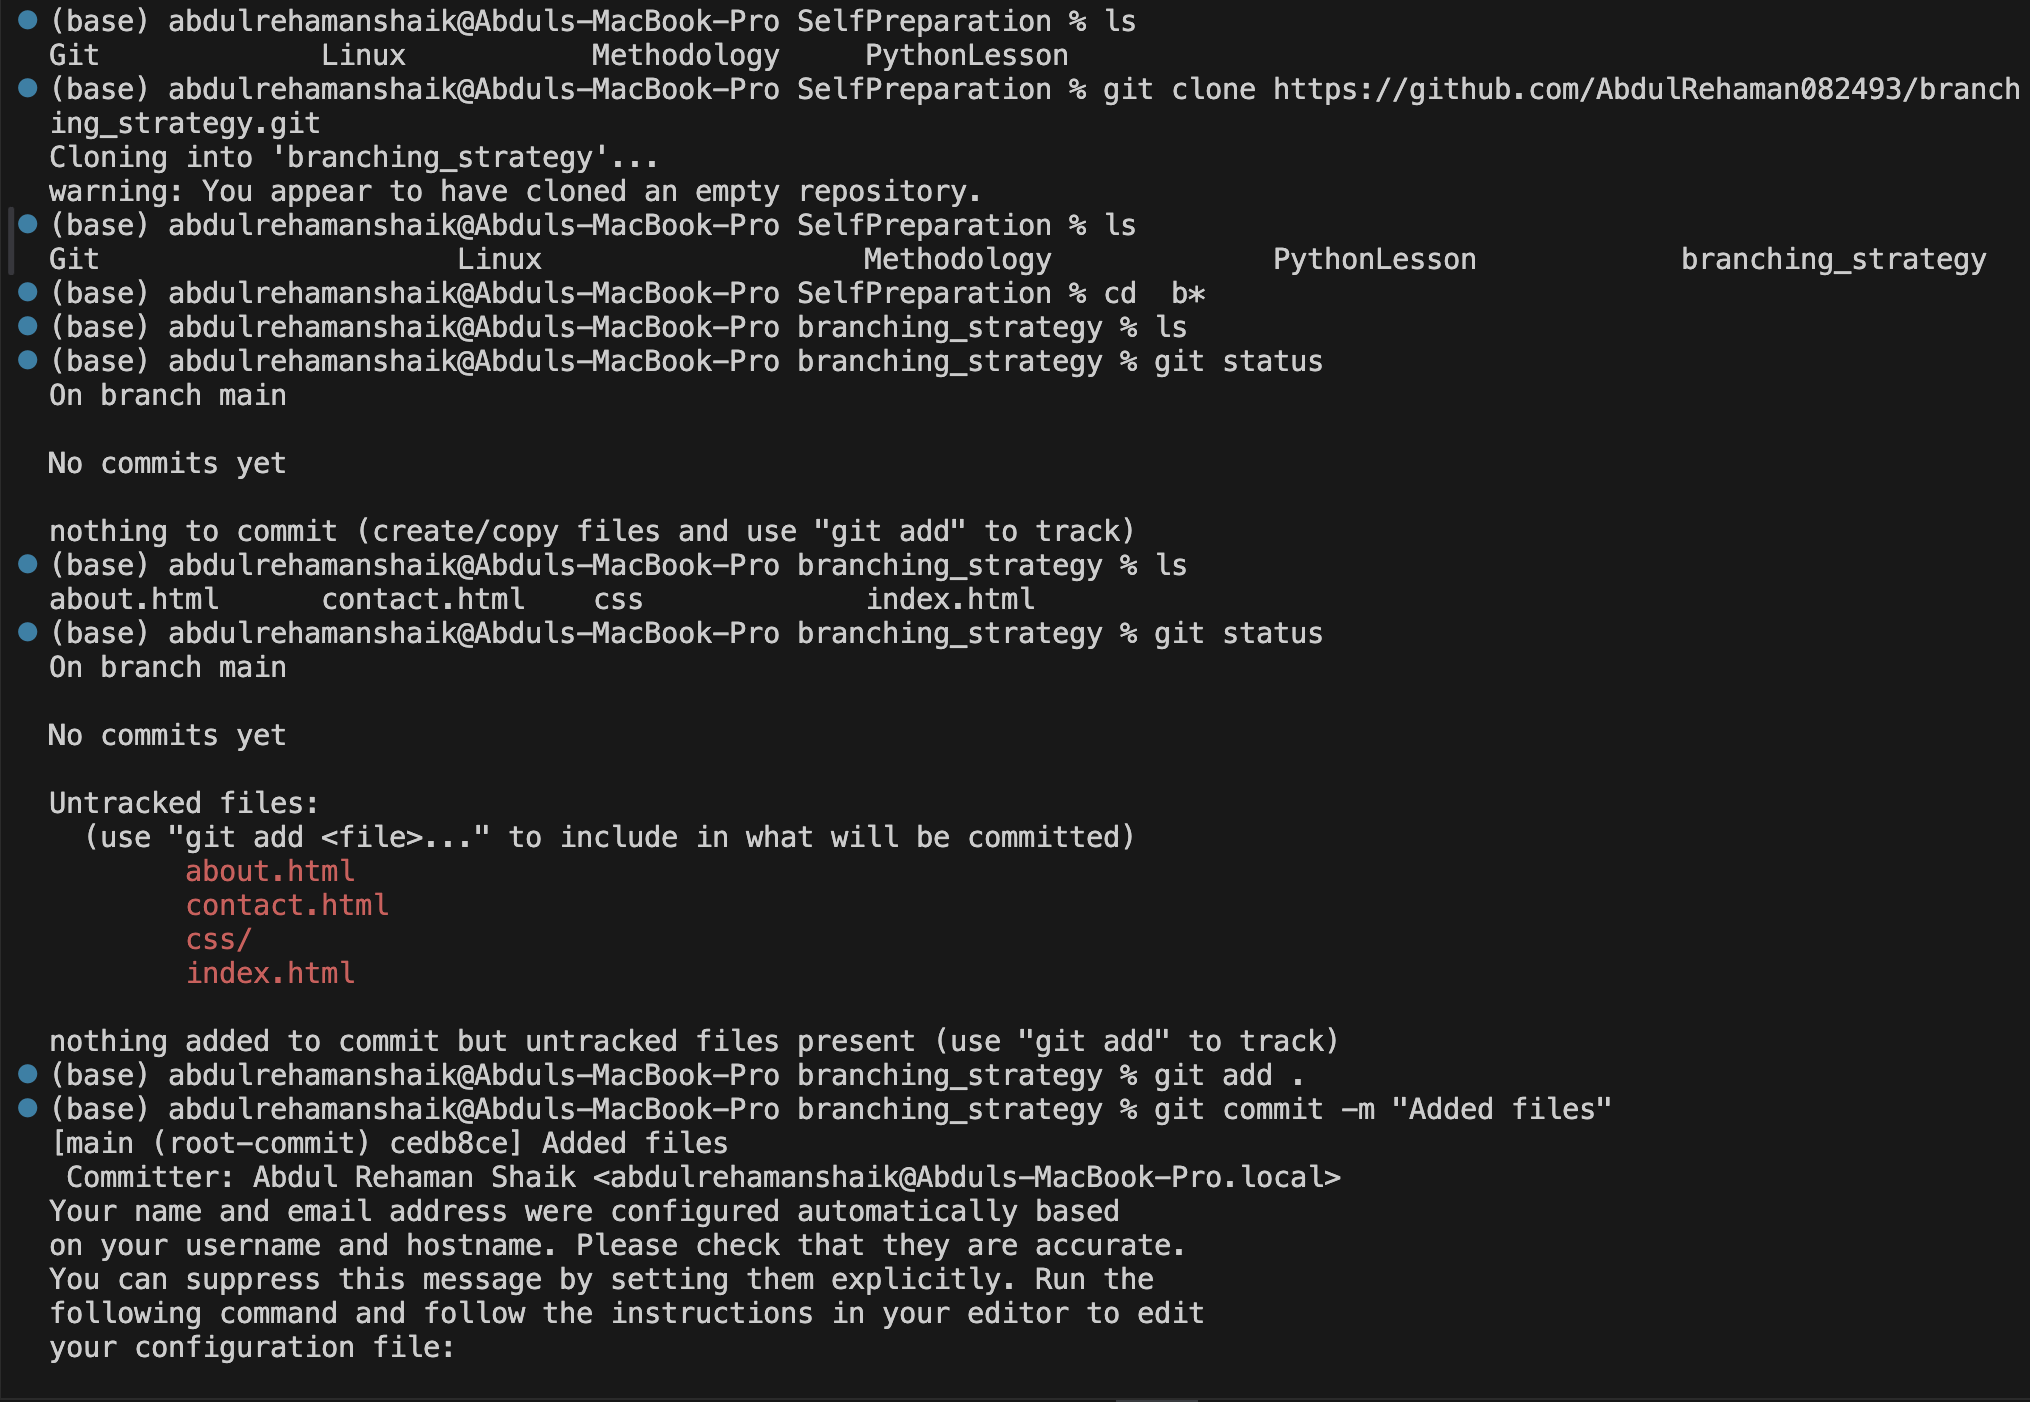 (base) abdulrehamanshaik@Abduls-MacBook-Pro SelfPreparation % ls
Git Linux Methodology PythonLesson
(base) abdulrehamanshaik@Abduls-MacBook-Pro SelfPreparation % git clone https://github.com/AbdulRehaman082493/branch
ing_strategy.git
Cloning into 'branching_strategy'...
warning: You appear to have cloned an empty repository.
(base) abdulrehamanshaik@Abduls-MacBook-Pro SelfPreparation % ls
Git Linux Methodology PythonLesson branching_strategy
(base) abdulrehamanshaik@Abduls-MacBook-Pro SelfPreparation % cd  b*
(base) abdulrehamanshaik@Abduls-MacBook-Pro branching_strategy % ls
(base) abdulrehamanshaik@Abduls-MacBook-Pro branching_strategy % git status
On branch main
No commits yet
nothing to commit (create/copy files and use "git add" to track)
(base) abdulrehamanshaik@Abduls-MacBook-Pro branching_strategy % ls
about.html contact.html css index.html
(base) abdulrehamanshaik@Abduls-MacBook-Pro branching_strategy % git status
On branch main
No commits yet
Untracked files:
(use "git add <file>..." to include in what will be committed)
about.html
contact.html
css/
index.html
nothing added to commit but untracked files present (use "git add" to track)
(base) abdulrehamanshaik@Abduls-MacBook-Pro branching_strategy % git add .
(base) abdulrehamanshaik@Abduls-MacBook-Pro branching_strategy % git commit -m "Added files"
[main (root-commit) cedb8ce] Added files
Committer: Abdul Rehaman Shaik <abdulrehamanshaik@Abduls-MacBook-Pro.local>
Your name and email address were configured automatically based
on your username and hostname. Please check that they are accurate.
You can suppress this message by setting them explicitly. Run the
following command and follow the instructions in your editor to edit
your configuration file: